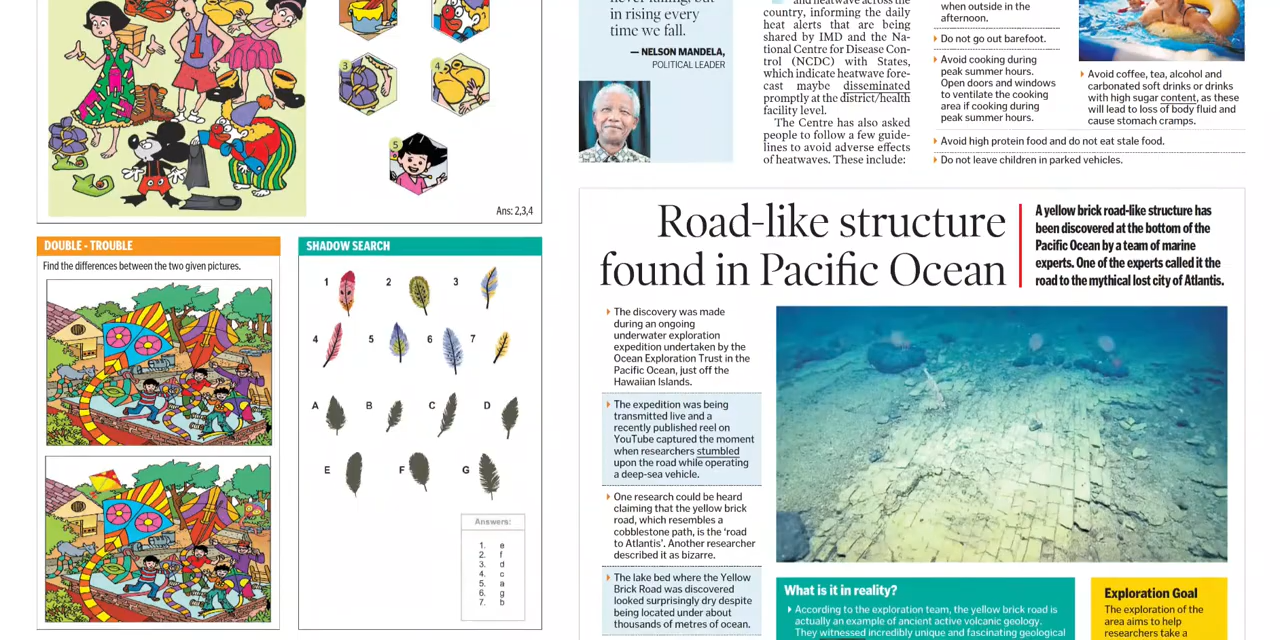 3
4
5
Ans: 2,3,4
DOUBLE - TROUBLE
Find the differences between the two given pictures.
SHADOW SEARCH
1 2 3
4 5 6 7
A B C D
E F G
Answers:
1. e
2. f
3. d
4. c
5. a
6. g
7. b
in rising every
time we fall.
— NELSON MANDELA,
POLITICAL LEADER
and heatwave across the
country, informing the daily
heat alerts that are being
shared by IMD and the Na-
tional Centre for Disease Con-
trol (NCDC) with States,
which indicate heatwave fore-
cast maybe disseminated
promptly at the district/health
facility level.
The Centre has also asked
people to follow a few guide-
lines to avoid adverse effects
of heatwaves. These include:
when outside in the
afternoon.
Do not go out barefoot.
Avoid cooking during
peak summer hours.
Open doors and windows
to ventilate the cooking
area if cooking during
peak summer hours.
Avoid coffee, tea, alcohol and
carbonated soft drinks or drinks
with high sugar content, as these
will lead to loss of body fluid and
cause stomach cramps.
Avoid high protein food and do not eat stale food.
Do not leave children in parked vehicles.
Road-like structure
found in Pacific Ocean
A yellow brick road-like structure has
been discovered at the bottom of the
Pacific Ocean by a team of marine
experts. One of the experts called it the
road to the mythical lost city of Atlantis.
The discovery was made
during an ongoing
underwater exploration
expedition undertaken by the
Ocean Exploration Trust in the
Pacific Ocean, just off the
Hawaiian Islands.
The expedition was being
transmitted live and a
recently published reel on
YouTube captured the moment
when researchers stumbled
upon the road while operating
a deep-sea vehicle.
One research could be heard
claiming that the yellow brick
road, which resembles a
cobblestone path, is the 'road
to Atlantis'. Another researcher
described it as bizarre.
The lake bed where the Yellow
Brick Road was discovered
looked surprisingly dry despite
being located under about
thousands of metres of ocean.
What is it in reality?
According to the exploration team, the yellow brick road is
actually an example of ancient active volcanic geology.
They witnessed incredibly unique and fascinating geological
Exploration Goal
The exploration of the
area aims to help
researchers take a